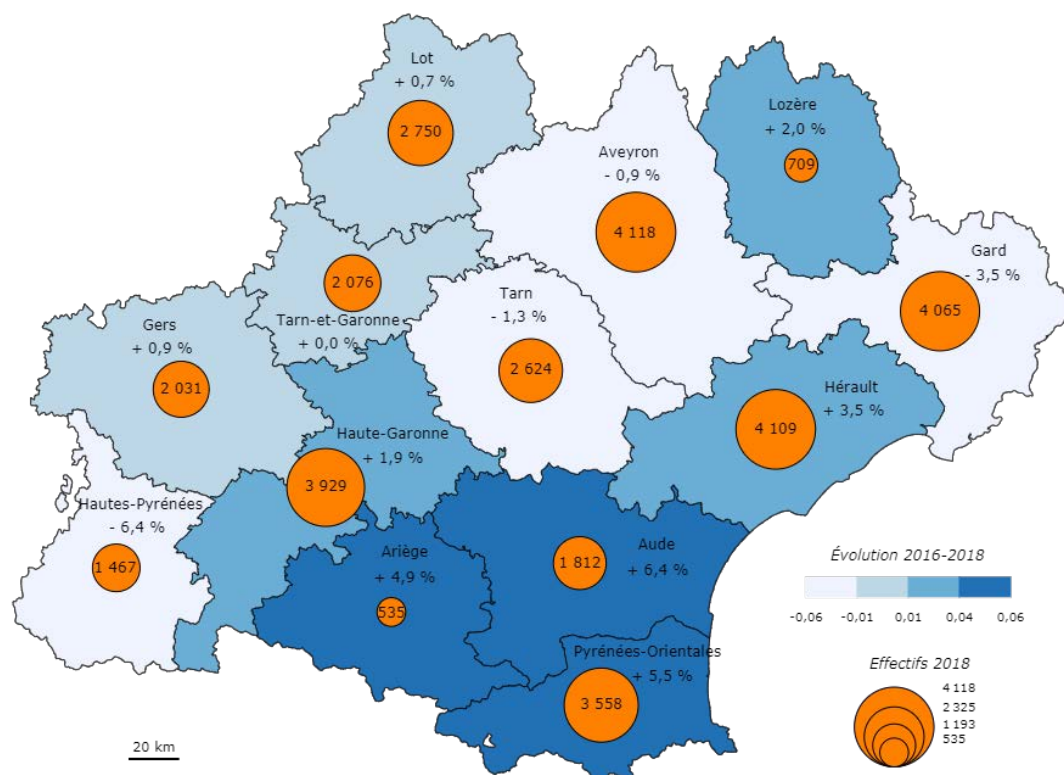 Lot
+ 0,7 %
2 750
Lozère
+ 2,0 %
709
Aveyron
- 0,9 %
4 118
Gard
- 3,5 %
4 065
2 076
Tarn-et-Garonne
+ 0,0 %
Tarn
- 1,3 %
2 624
Gers
+ 0,9 %
2 031
Hérault
+ 3,5 %
4 109
Haute-Garonne
+ 1,9 %
3 929
Hautes-Pyrénées
- 6,4 %
1 467
Ariège
+ 4,9 %
535
Aude
+ 6,4 %
1 812
Pyrénées-Orientales
+ 5,5 %
3 558
Évolution 2016-2018
-0,06 -0,01 0,01 0,04 0,06
Effectifs 2018
4 118
2 325
1 193
535
20 km